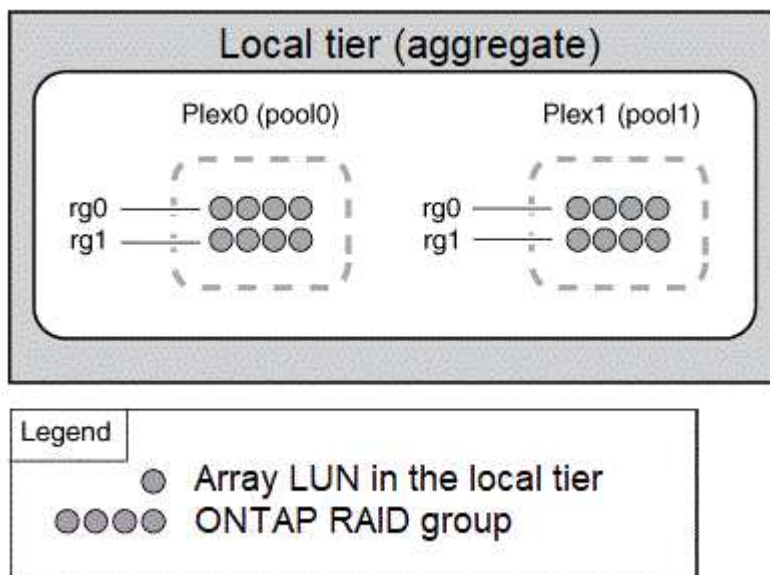 Local tier (aggregate)
Plex0 (pool0)
Plex1 (pool1)
rg0
rg1
rg0
rg1
Legend
Array LUN in the local tier
ONTAP RAID group